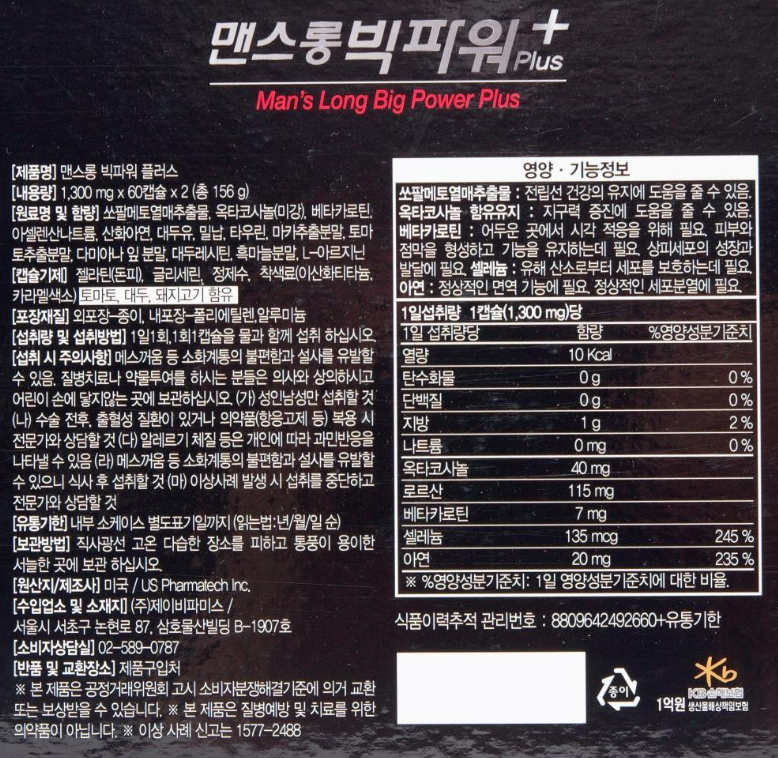 맨스롱빅파워+
Plus
Man's Long Big Power Plus
[제품명] 맨스롱 빅파워 플러스
[내용량] 1,300 mg x 60캡슐 x 2 (총 156 g)
[원료명 및 함량] 쏘팔메토열매추출물, 옥타코사놀(미강), 베타카로틴,
아셀렌산나트륨, 산화아연, 대두유, 밀납, 타우린, 마카추출분말, 토마
토추출분말, 다미아나 잎 분말, 대두레시틴, 흑마늘분말, L-아르지닌
[캡슐기제] 젤라틴(돈피), 글리세린, 정제수, 착색료(이산화티타늄,
카라멜색소) 토마토, 대두, 돼지고기 함유
[포장재질] 외포장-종이, 내포장-폴리에틸렌,알루미늄
[섭취량 및 섭취방법] 1일1회,1회1캡슐을 물과 함께 섭취 하십시오.
[섭취 시 주의사항] 메스꺼움 등 소화계통의 불편함과 설사를 유발할
수 있음. 질병치료나 약물투여를 하시는 분들은 의사와 상의하시고
어린이 손에 닿지않는 곳에 보관하십시오. (가) 성인남성만 섭취할 것
(나) 수술 전후, 출혈성 질환이 있거나 의약품(항응고제 등) 복용 시
전문가와 상담할 것 (다) 알레르기 체질 등은 개인에 따라 과민반응을
나타낼 수 있음 (라) 메스꺼움 등 소화계통의 불편함과 설사를 유발할
수 있으니 식사 후 섭취할 것 (마) 이상사례 발생 시 섭취를 중단하고
전문가와 상담할 것
[유통기한] 내부 소케이스 별도표기일까지 (읽는법:년/월/일 순)
[보관방법] 직사광선 고온 다습한 장소를 피하고 통풍이 용이한
서늘한 곳에 보관 하십시오.
[원산지/제조사] 미국 / US Pharmatech Inc.
[수입업소 및 소재지] (주)제이비파미스 /
서울시 서초구 논현로 87, 삼호물산빌딩 B-1907호
[소비자상담실] 02-589-0787
[반품 및 교환장소] 제품구입처
※ 본 제품은 공정거래위원회 고시 소비자분쟁해결기준에 의거 교환
또는 보상받을 수 있습니다. ※ 본 제품은 질병예방 및 치료를 위한
의약품이 아닙니다. ※ 이상 사례 신고는 1577-2488
영양 · 기능정보
쏘팔메토열매추출물 : 전립선 건강의 유지에 도움을 줄 수 있음.
옥타코사놀 함유유지 : 지구력 증진에 도움을 줄 수 있음.
베타카로틴 : 어두운 곳에서 시각 적응을 위해 필요. 피부와
점막을 형성하고 기능을 유지하는데 필요. 상피세포의 성장과
발달에 필요. 셀레늄 : 유해 산소로부터 세포를 보호하는데 필요.
아연 : 정상적인 면역 기능에 필요. 정상적인 세포분열에 필요.
1일섭취량 1캡슐(1,300 mg)당
1일 섭취량당 함량 %영양성분기준치
열량 10 Kcal
탄수화물 0 g 0 %
단백질 0 g 0 %
지방 1 g 2 %
나트륨 0 mg 0 %
옥타코사놀 40 mg
로르산 115 mg
베타카로틴 7 mg
셀레늄 135 mcg 245 %
아연 20 mg 235 %
※ %영양성분기준치: 1일 영양성분기준치에 대한 비율.
식품이력추적 관리번호 : 8809642492660+유통기한
종이
Kb
KB손해보험
1억원 생산물배상책임보험